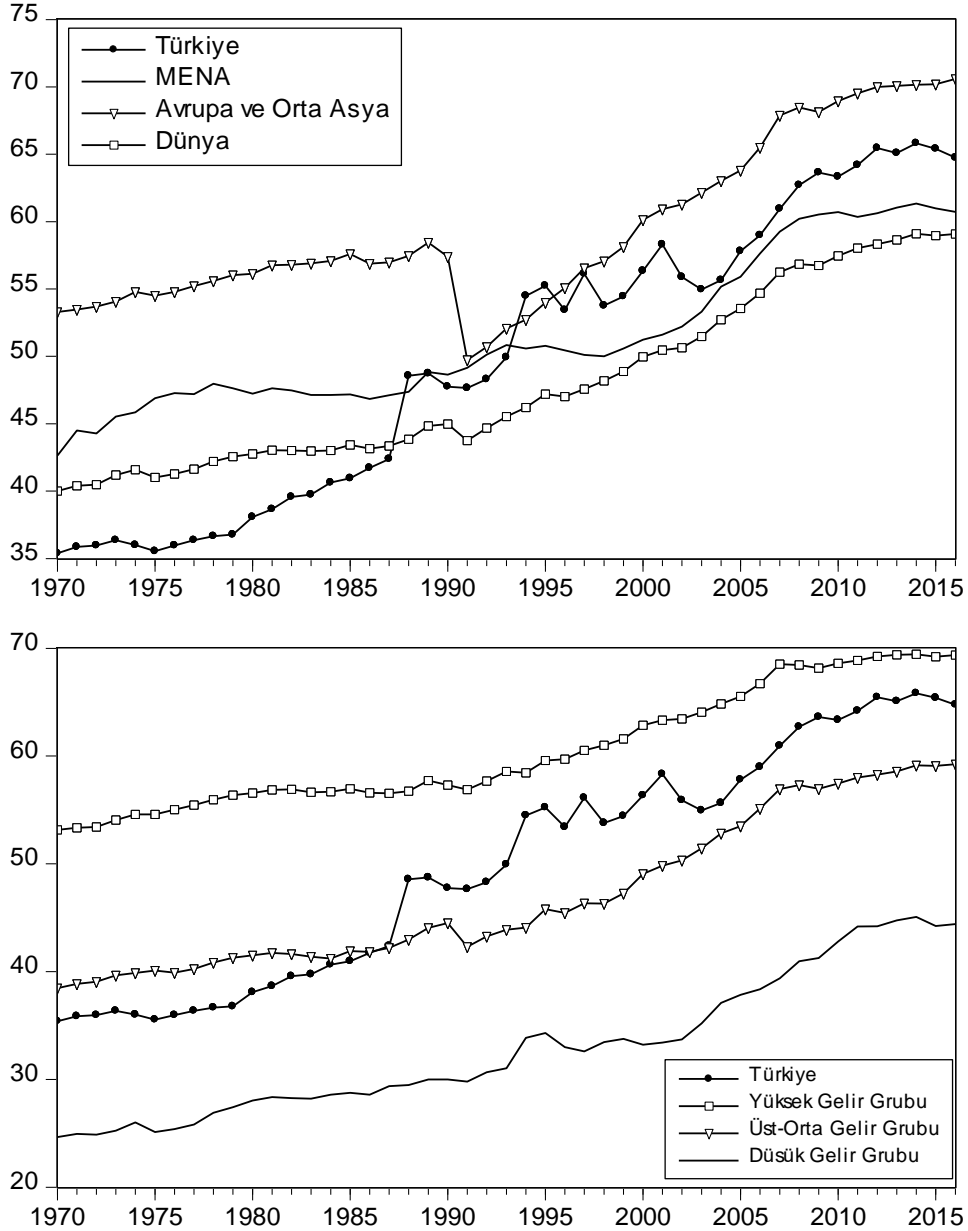 75
70
65
60
55
50
45
40
35
Türkiye
MENA
Avrupa ve Orta Asya
Dünya
1970 1975 1980 1985 1990 1995 2000 2005 2010 2015
70
60
50
40
30
20
Türkiye
Yüksek Gelir Grubu
Üst-Orta Gelir Grubu
Düsük Gelir Grubu
1970 1975 1980 1985 1990 1995 2000 2005 2010 2015